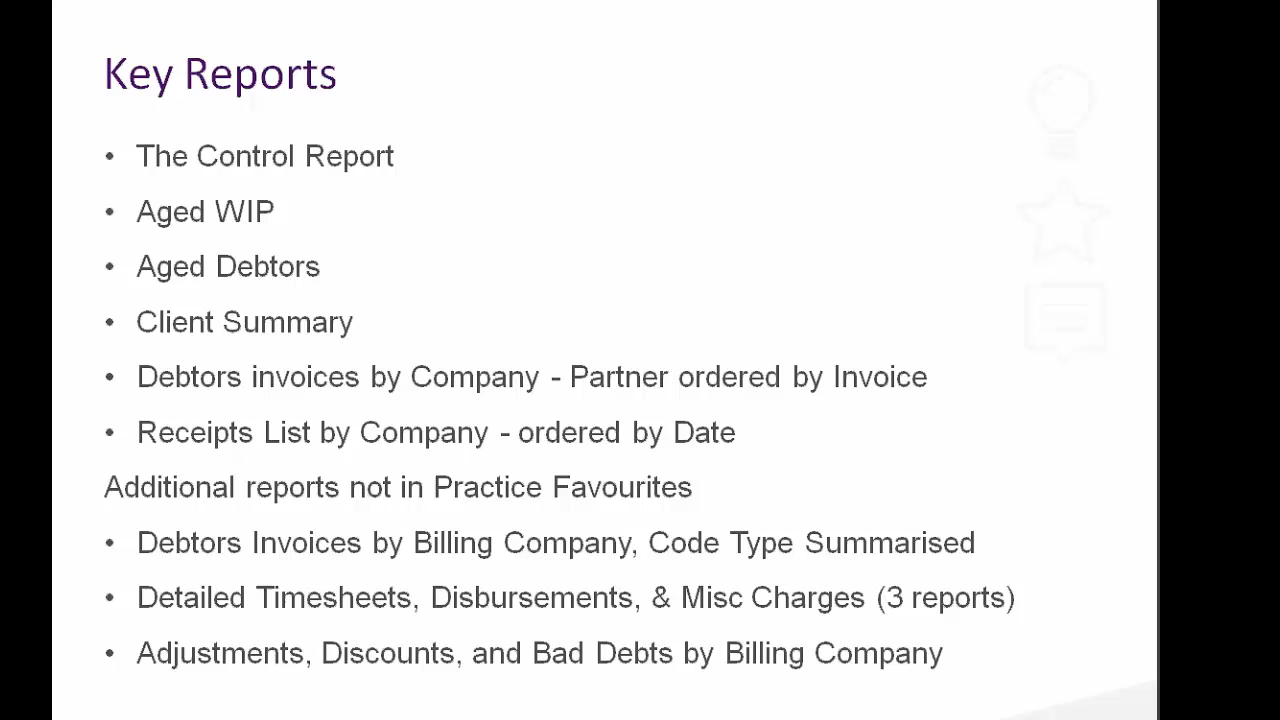 Key Reports
• The Control Report
• Aged WIP
• Aged Debtors
• Client Summary
• Debtors invoices by Company - Partner ordered by Invoice
• Receipts List by Company - ordered by Date
Additional reports not in Practice Favourites
• Debtors Invoices by Billing Company, Code Type Summarised
• Detailed Timesheets, Disbursements, & Misc Charges (3 reports)
• Adjustments, Discounts, and Bad Debts by Billing Company